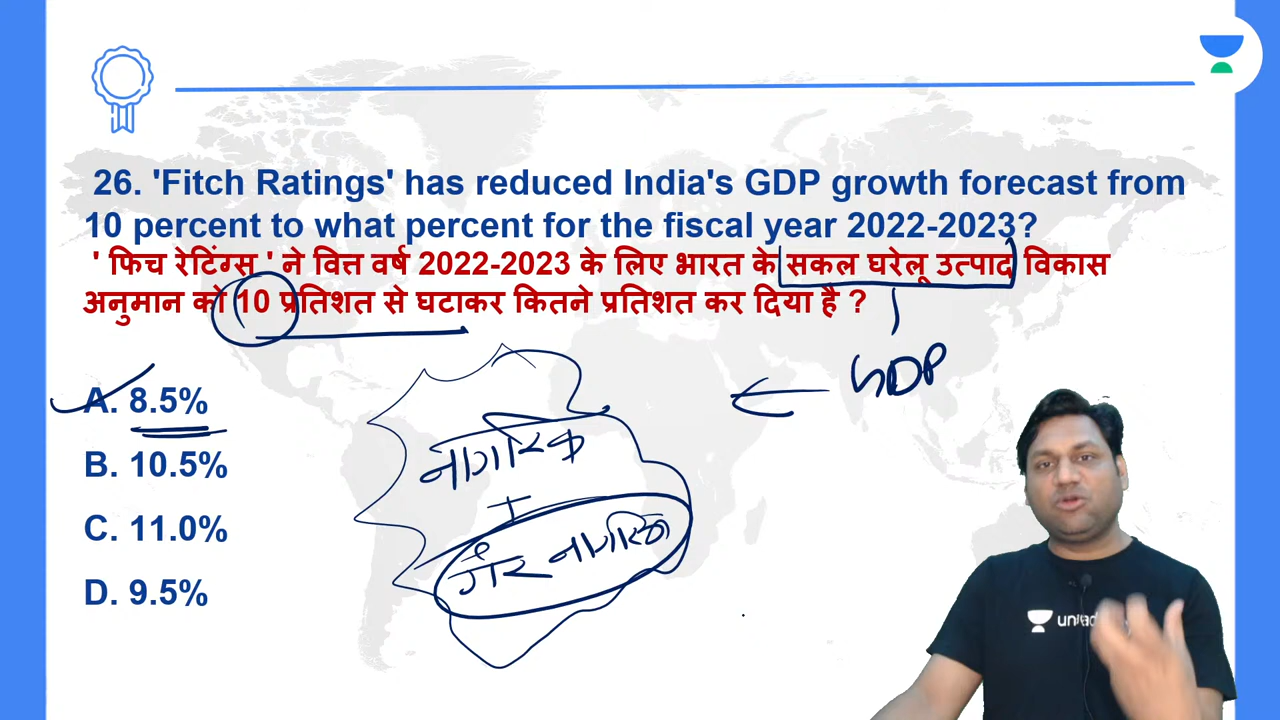 26. 'Fitch Ratings' has reduced India's GDP growth forecast from
10 percent to what percent for the fiscal year 2022-2023?
' फिच रेटिंग्स ' ने वित्त वर्ष 2022-2023 के लिए भारत के सकल घरेलू उत्पाद विकास
अनुमान को 10 प्रतिशत से घटाकर कितने प्रतिशत कर दिया है ?
GDP
A. 8.5%
नागरिक
B. 10.5%
+
C. 11.0%
गैर नागरिक
D. 9.5%